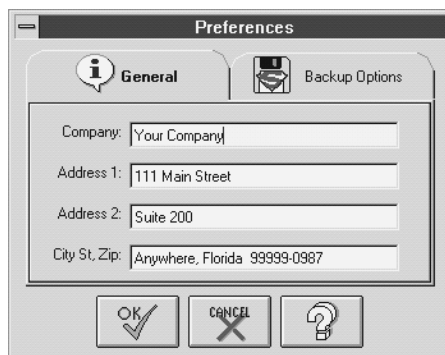 Preferences
General
Backup Options
Company: Your Company
Address 1: 111 Main Street
Address 2: Suite 200
City St, Zip: Anywhere, Florida 99999-0987
OK CANCEL ?